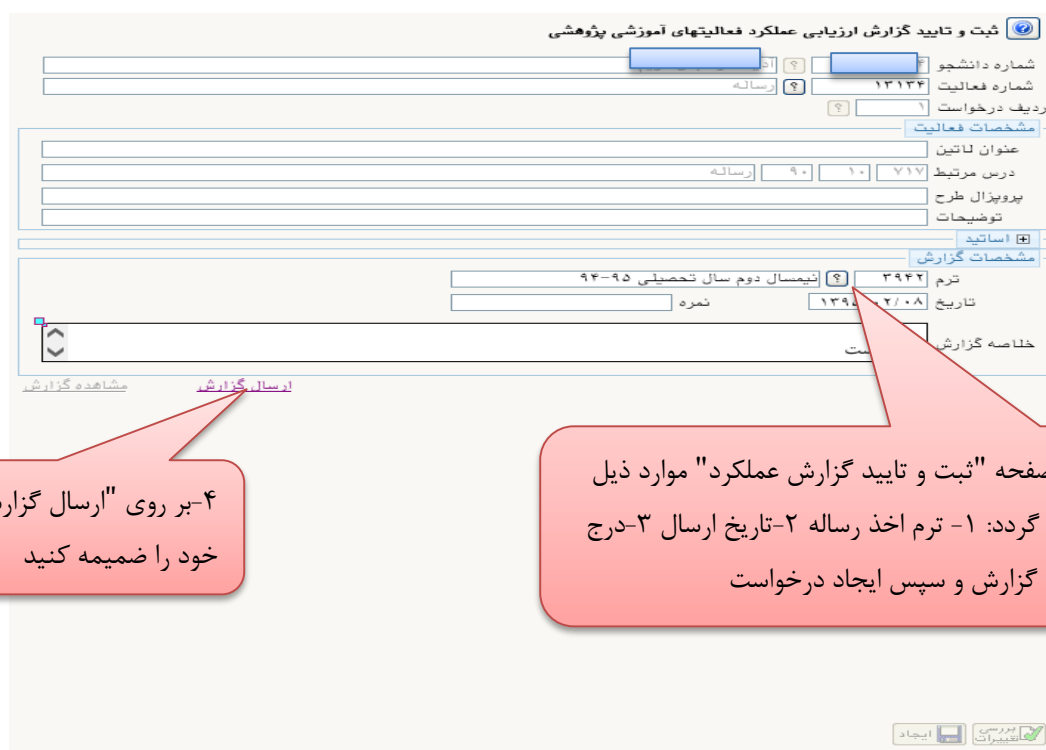 ثبت و تایید گزارش ارزیابی عملکرد فعالیتهای آموزشی پژوهشی
شماره دانشجو ۴ ؟
شماره فعالیت ۱۳۱۳۴ ؟ رساله
ردیف درخواست ۱ ؟
مشخصات فعالیت
عنوان لاتین
درس مرتبط ۷۱۷ ۱۰ ۹۰ رساله
پروپزال طرح
توضیحات
اساتید
مشخصات گزارش
ترم ۳۹۴۲ ؟ نیمسال دوم سال تحصیلی ۹۵-۹۴
تاریخ نمره
خلاصه گزارش
ارسال گزارش مشاهده گزارش
صفحه "ثبت و تایید گزارش عملکرد" موارد ذیل
گردد: ۱- ترم اخذ رساله ۲-تاریخ ارسال ۳-درج
گزارش و سپس ایجاد درخواست
۴-بر روی "ارسال
خود را ضمیمه کنید
بررسی تغییرات ایجاد